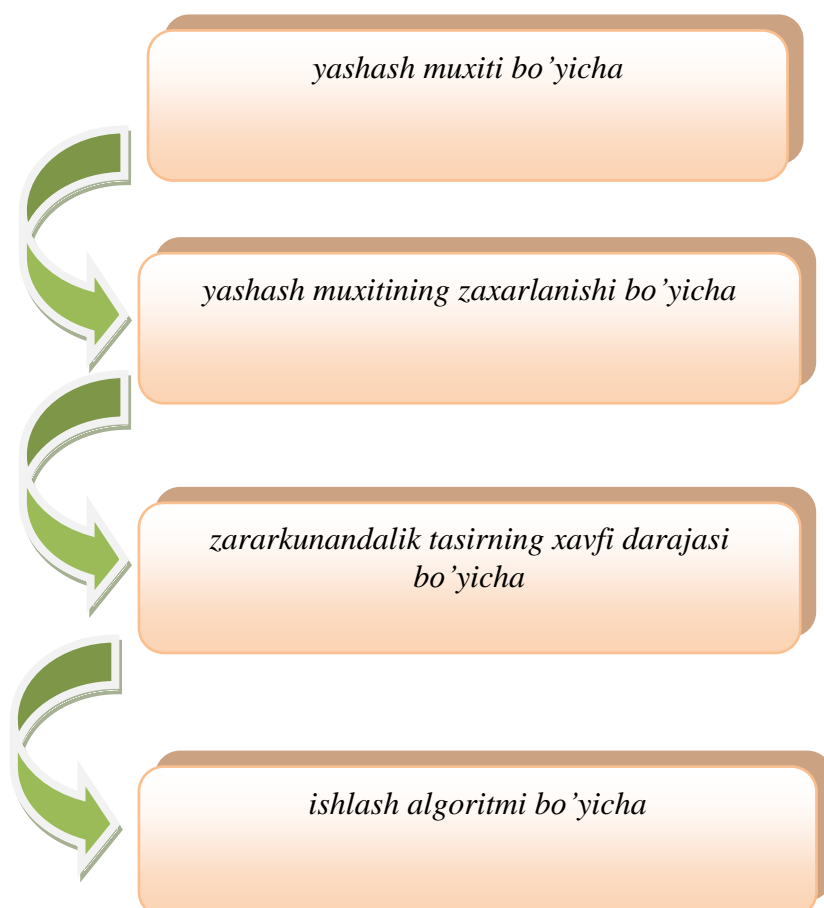 yashash muxiti bo’yicha
yashash muxitining zaxarlanishi bo’yicha
zararkunandalik tasirning xavfi darajasi
bo’yicha
ishlash algoritmi bo’yicha